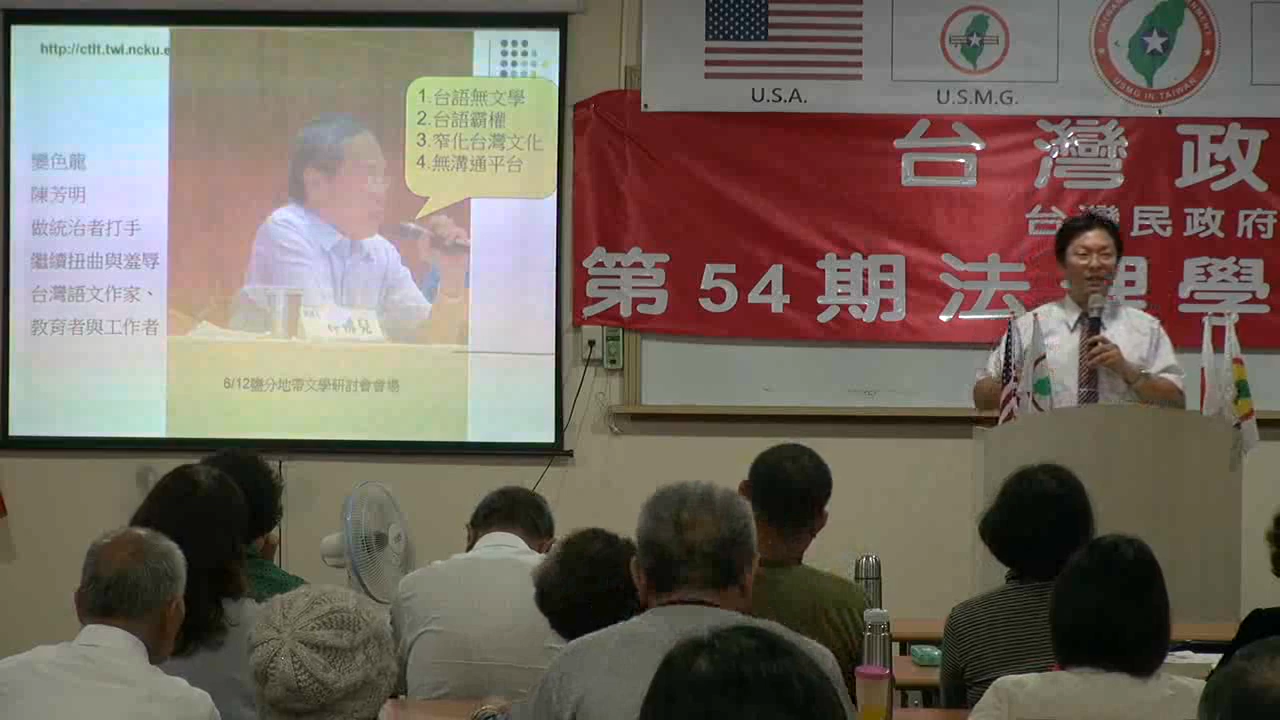 http://ctlt.twl.ncku.e
1.台語無文學
2.台語霸權
3.窄化台灣文化
4.無溝通平台
變色龍
陳芳明
做統治者打手
繼續扭曲與羞辱
台灣語文作家、
教育者與工作者
6/12鹽分地帶文學研討會會場
U.S.A.
U.S.M.G.
USMG IN TAIWAN
台灣政
台灣民政府
第54期法理學